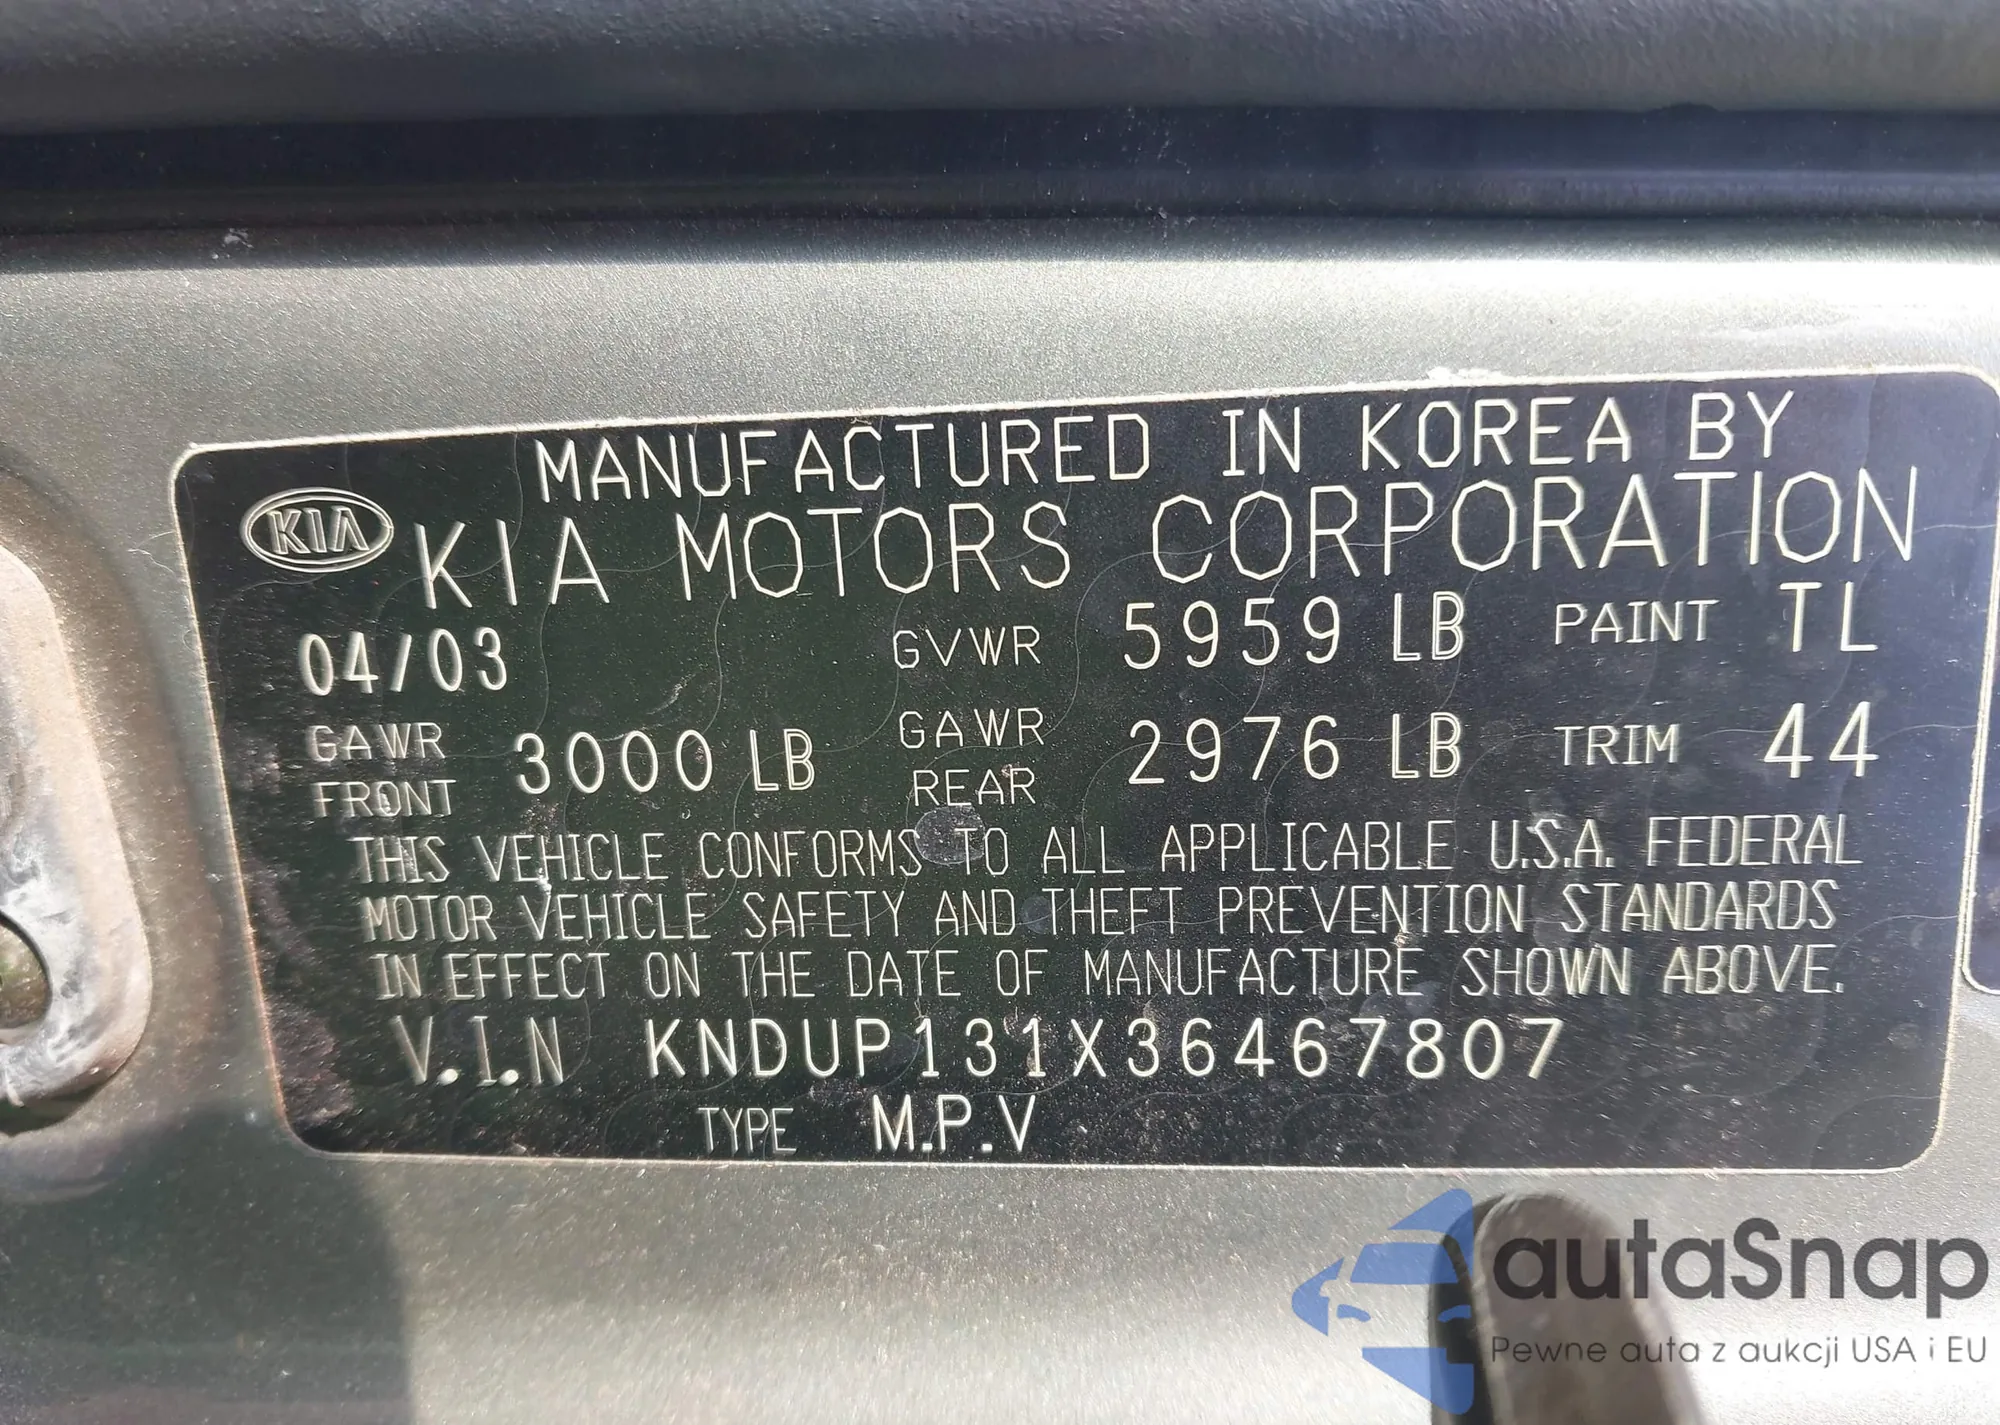 MANUFACTURED IN KOREA BY
KIA KIA MOTORS CORPORATION
04/03 GVWR 5959 LB PAINT TL
GAWR FRONT 3000 LB GAWR REAR 2976 LB TRIM 44
THIS VEHICLE CONFORMS TO ALL APPLICABLE U.S.A. FEDERAL
MOTOR VEHICLE SAFETY AND THEFT PREVENTION STANDARDS
IN EFFECT ON THE DATE OF MANUFACTURE SHOWN ABOVE.
V.I.N KNDUP131X36467807
TYPE M.P.V
autaSnap
Pewne auta z aukcji USA i EU